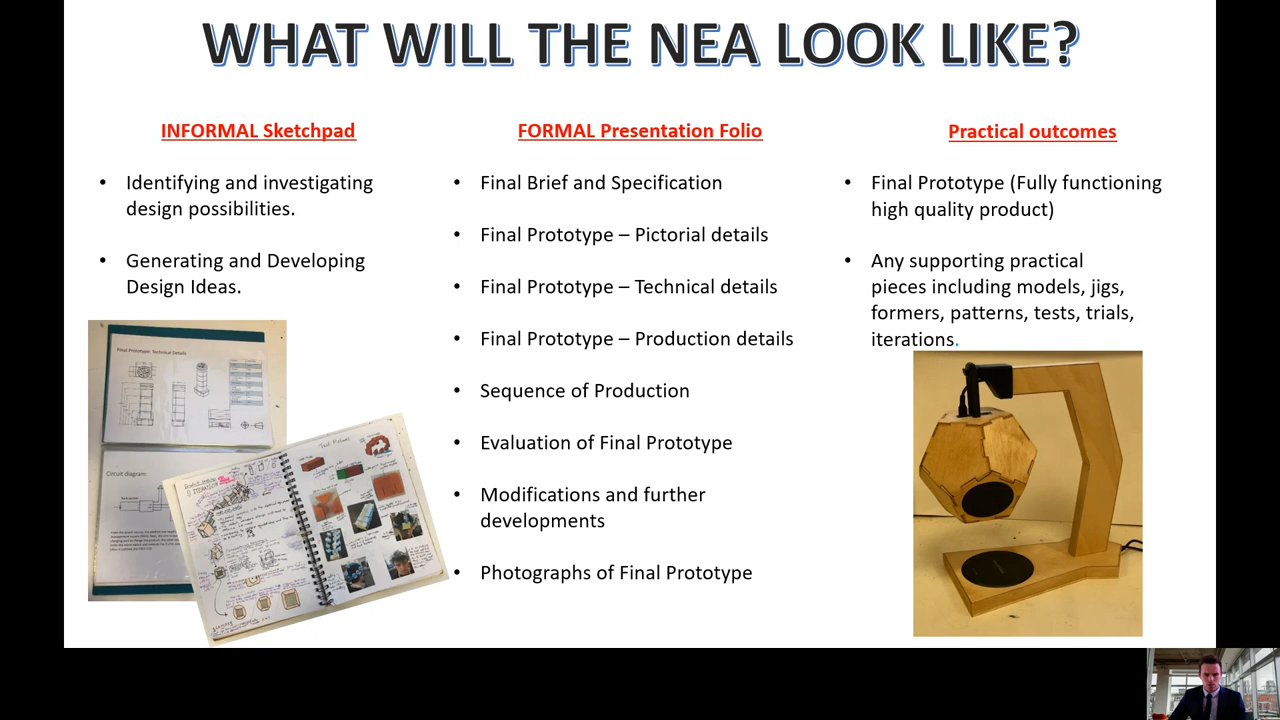 WHAT WILL THE NEA LOOK LIKE?
INFORMAL Sketchpad
• Identifying and investigating
design possibilities.
• Generating and Developing
Design Ideas.
Final Prototype: Technical Details
Circuit diagram:
Test Pictures
FORMAL Presentation Folio
• Final Brief and Specification
• Final Prototype – Pictorial details
• Final Prototype – Technical details
• Final Prototype – Production details
• Sequence of Production
• Evaluation of Final Prototype
• Modifications and further
developments
• Photographs of Final Prototype
Practical outcomes
• Final Prototype (Fully functioning
high quality product)
• Any supporting practical
pieces including models, jigs,
formers, patterns, tests, trials,
iterations.